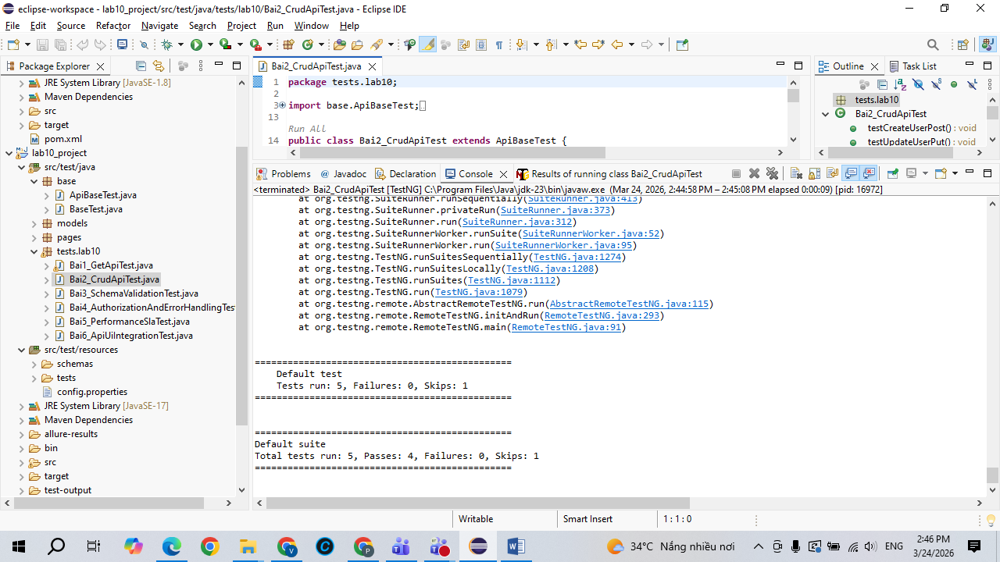 eclipse-workspace - lab10_project/src/test/java/tests/lab10/Bai2_CrudApiTest.java - Eclipse IDE
File Edit Source Refactor Navigate Search Project Run Window Help
Package Explorer
JRE System Library [JavaSE-1.8]
Maven Dependencies
src
target
pom.xml
lab10_project
src/test/java
base
ApiBaseTest.java
BaseTest.java
models
pages
tests.lab10
Bai1_GetApiTest.java
Bai2_CrudApiTest.java
Bai3_SchemaValidationTest.java
Bai4_AuthorizationAndErrorHandlingTest
Bai5_PerformanceSlaTest.java
Bai6_ApiUiIntegrationTest.java
src/test/resources
schemas
tests
config.properties
JRE System Library [JavaSE-17]
Maven Dependencies
allure-results
bin
src
target
test-output
Bai2_CrudApiTest.java
1 package tests.lab10;
2
3 import base.ApiBaseTest;
13
Run All
14 public class Bai2_CrudApiTest extends ApiBaseTest {
Outline Task List
tests.lab10
Bai2_CrudApiTest
testCreateUserPost() : void
testUpdateUserPut() : void
Problems Javadoc Declaration Console Results of running class Bai2_CrudApiTest
<terminated> Bai2_CrudApiTest [TestNG] C:\Program Files\Java\jdk-23\bin\javaw.exe (Mar 24, 2026, 2:44:58 PM – 2:45:08 PM elapsed 0:00:09) [pid: 16972]
at org.testng.SuiteRunner.runSequentially(SuiteRunner.java:413)
at org.testng.SuiteRunner.privateRun(SuiteRunner.java:373)
at org.testng.SuiteRunner.run(SuiteRunner.java:312)
at org.testng.SuiteRunnerWorker.runSuite(SuiteRunnerWorker.java:52)
at org.testng.SuiteRunnerWorker.run(SuiteRunnerWorker.java:95)
at org.testng.TestNG.runSuitesSequentially(TestNG.java:1274)
at org.testng.TestNG.runSuitesLocally(TestNG.java:1208)
at org.testng.TestNG.runSuites(TestNG.java:1112)
at org.testng.TestNG.run(TestNG.java:1079)
at org.testng.remote.AbstractRemoteTestNG.run(AbstractRemoteTestNG.java:115)
at org.testng.remote.RemoteTestNG.initAndRun(RemoteTestNG.java:293)
at org.testng.remote.RemoteTestNG.main(RemoteTestNG.java:91)
===============================================
Default test
Tests run: 5, Failures: 0, Skips: 1
===============================================
===============================================
Default suite
Total tests run: 5, Passes: 4, Failures: 0, Skips: 1
===============================================
Writable Smart Insert 1 : 1 : 0
34°C Nắng nhiều nơi ENG 2:46 PM
3/24/2026